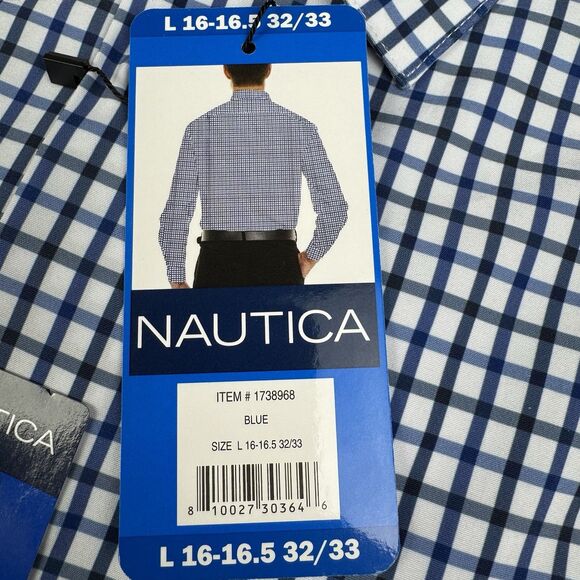 L 16-16.5 32/33
NAUTICA
ITEM # 1738968
BLUE
SIZE L 16-16.5 32/33
8 10027 30364 6
L 16-16.5 32/33
TICA